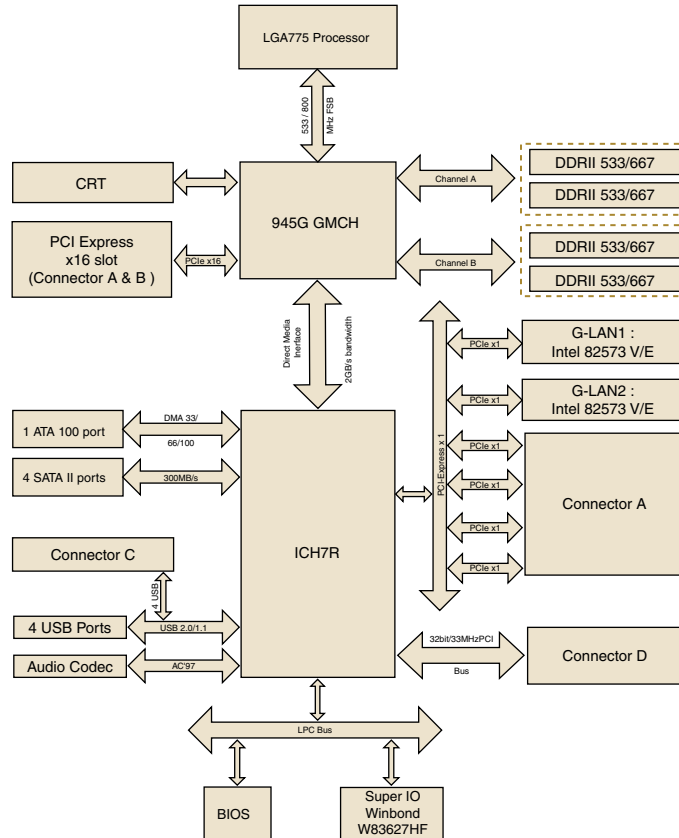 LGA775 Processor
533 / 800
MHz FSB
CRT
945G GMCH
Channel A
DDRII 533/667
DDRII 533/667
PCI Express
x16 slot
(Connector A & B )
PCIe x16
Channel B
DDRII 533/667
DDRII 533/667
Direct Media
Inerface
2GB/s bandwidth
PCI-Express x 1
PCIe x1
G-LAN1 :
Intel 82573 V/E
PCIe x1
G-LAN2 :
Intel 82573 V/E
1 ATA 100 port
DMA 33/
66/100
4 SATA II ports
300MB/s
PCIe x1
PCIe x1
PCIe x1
PCIe x1
Connector A
ICH7R
Connector C
4 USB
4 USB Ports
USB 2.0/1.1
Audio Codec
AC'97
32bit/33MHzPCI
Bus
Connector D
LPC Bus
BIOS
Super IO
Winbond
W83627HF